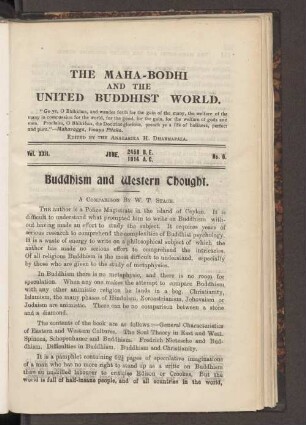 THE MAHA-BODHI
AND THE
UNITED BUDDHIST WORLD.
"Go ye, O Bhikshus, and wander forth for the gain of the many, the welfare of the
many in compassion for the world, for the good, for the gain, for the welfare of gods and
men. Proclaim, O Bhikshus, the Doctrine glorious, preach ye a life of holiness, perfect
and pure."—Mahavagga, Vinaya Pitaka.
EDITED BY THE ANAGARIKA H. DHARMAPALA.
Vol. XXII. JUNE, 2458 B. E. No. 6.
1914 A. C.
Buddhism and Western Thought.
A COMPARISON BY W. T. STACE.
THE author is a Police Magistrate in the island of Ceylon. It is
difficult to understand what prompted him to write on Buddhism with-
out having made an effort to study the subject. It requires years of
serious research to comprehend the complexities of Buddhist psychology.
It is a waste of energy to write on a philosophical subject of which the
author has made no serious effort to comprehend the intricacies.
Of all religions Buddhism is the most difficult to understand, especially
by those who are given to the study of metaphysics.
In Buddhism there is no metaphysic, and there is no room for
speculation. When any one makes the attempt to compare Buddhism
with any other animistic religion he lands in a bog. Christianity,
Islamism, the many phases of Hinduism, Zoroastrianism, Jehovaism, or
Judaism are animistic. There can be no comparison between a stone
and a diamond.
The contents of the book are as follows:—General Characteristics
of Eastern and Western Cultures. The Soul Theory in East and West.
Spinoza, Schopenhauer and Buddhism. Fredrich Nietzsche and Bud-
dhism. Difficulties in Buddhism. Buddhism and Christianity.
It is a pamphlet containing 62½ pages of speculative imaginations
of a man who has no more right to stand up as a critic on Buddhism
than an unskilled labourer to criticise Edison or Crookes. But the
world is full of half-insane people, and of all countries in the world,